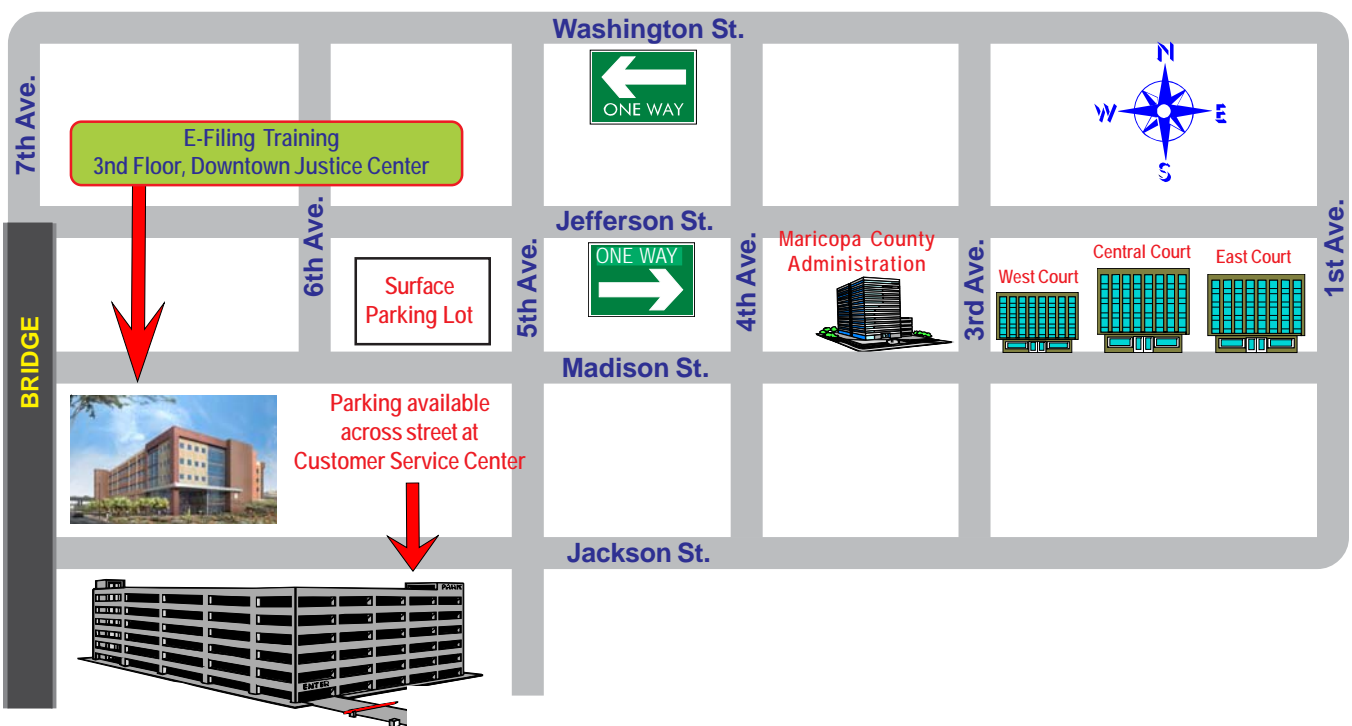 Washington St.
ONE WAY
N
W
E
S
7th Ave.
E-Filing Training
3nd Floor, Downtown Justice Center
6th Ave.
Jefferson St.
5th Ave.
ONE WAY
4th Ave.
Maricopa County
Administration
3rd Ave.
West Court
Central Court
East Court
1st Ave.
Surface
Parking Lot
BRIDGE
Madison St.
Parking available
across street at
Customer Service Center
Jackson St.
PARK
ENTER